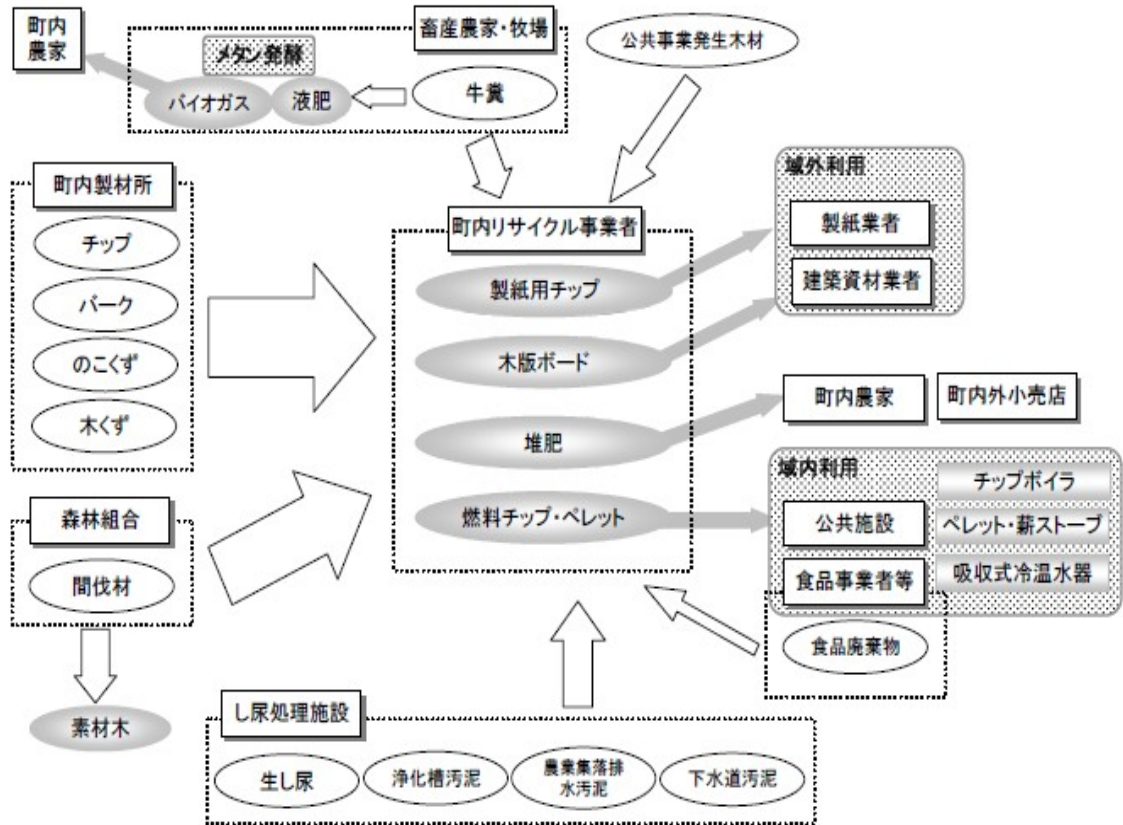 町内
農家
メタン発酵
畜産農家・牧場
バイオガス
液肥
牛糞
公共事業発生木材
町内製材所
チップ
バーク
のこくず
木くず
町内リサイクル事業者
製紙用チップ
木版ボード
堆肥
燃料チップ・ペレット
域外利用
製紙業者
建築資材業者
町内農家
町内外小売店
域内利用
チップボイラ
公共施設
ペレット・薪ストーブ
食品事業者等
吸収式冷温水器
食品廃棄物
森林組合
間伐材
素材木
し尿処理施設
生し尿
浄化槽汚泥
農業集落排
水汚泥
下水道汚泥